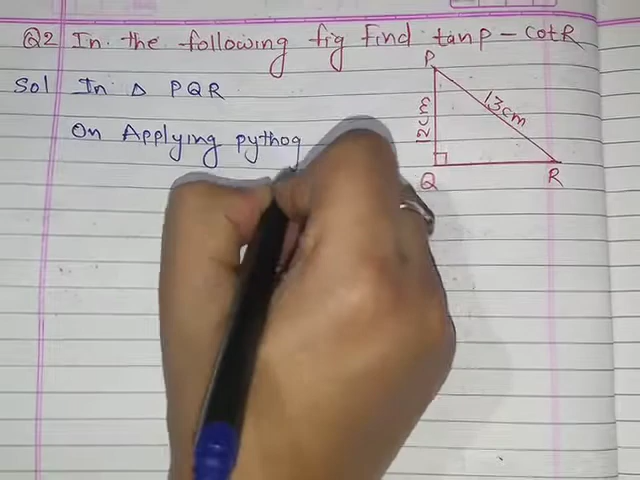 Q2 In the following fig find tanP - cotR
Sol In Δ PQR
On Applying pythog
P
12cm
13cm
Q
R